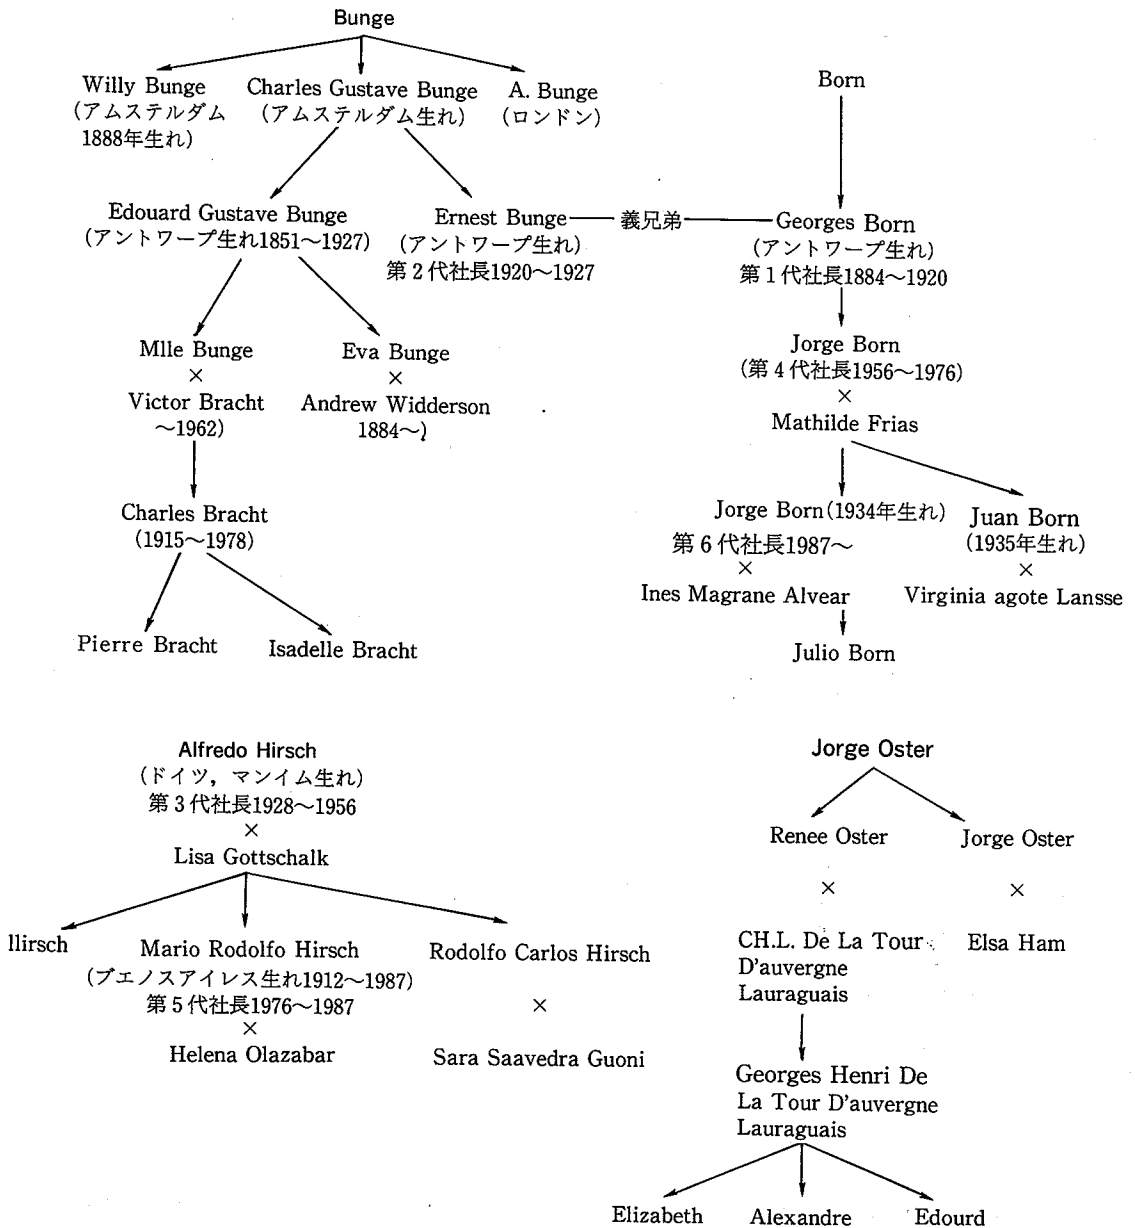 Bunge
Willy Bunge
(アムステルダム
1888年生れ)
Charles Gustave Bunge
(アムステルダム生れ)
A. Bunge
(ロンドン)
Born
Edouard Gustave Bunge
(アントワープ生れ1851〜1927)
Ernest Bunge
(アントワープ生れ)
第2代社長1920〜1927
義兄弟
Georges Born
(アントワープ生れ)
第1代社長1884〜1920
Mlle Bunge
×
Victor Bracht
〜1962)
Eva Bunge
×
Andrew Widderson
1884〜)
Jorge Born
(第4代社長1956〜1976)
×
Mathilde Frias
Charles Bracht
(1915〜1978)
Jorge Born(1934年生れ)
第6代社長1987〜
×
Ines Magrane Alvear
Juan Born
(1935年生れ)
×
Virginia agote Lansse
Pierre Bracht
Isadelle Bracht
Julio Born
Alfredo Hirsch
(ドイツ，マンイム生れ)
第3代社長1928〜1956
×
Lisa Gottschalk
llirsch
Mario Rodolfo Hirsch
(ブエノスアイレス生れ1912〜1987)
第5代社長1976〜1987
×
Helena Olazabar
Rodolfo Carlos Hirsch
×
Sara Saavedra Guoni
Jorge Oster
Renee Oster
×
CH.L. De La Tour
D'auvergne
Lauraguais
Jorge Oster
×
Elsa Ham
Georges Henri De
La Tour D'auvergne
Lauraguais
Elizabeth
Alexandre
Edourd